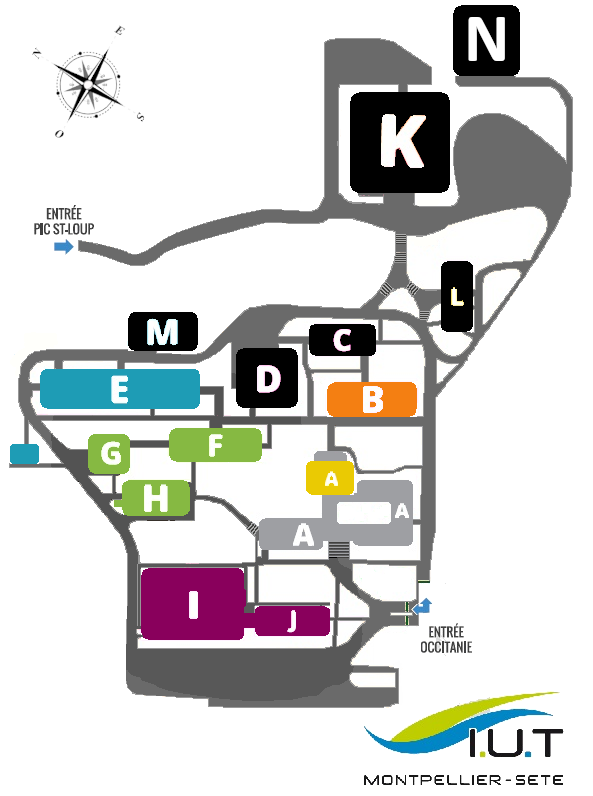 N
E
N
S
O
K
ENTRÉE
PIC ST-LOUP
L
M
C
D
E
B
F
G
A
H
A
A
I
J
ENTRÉE
OCCITANIE
I.U.T
MONTPELLIER-SETE